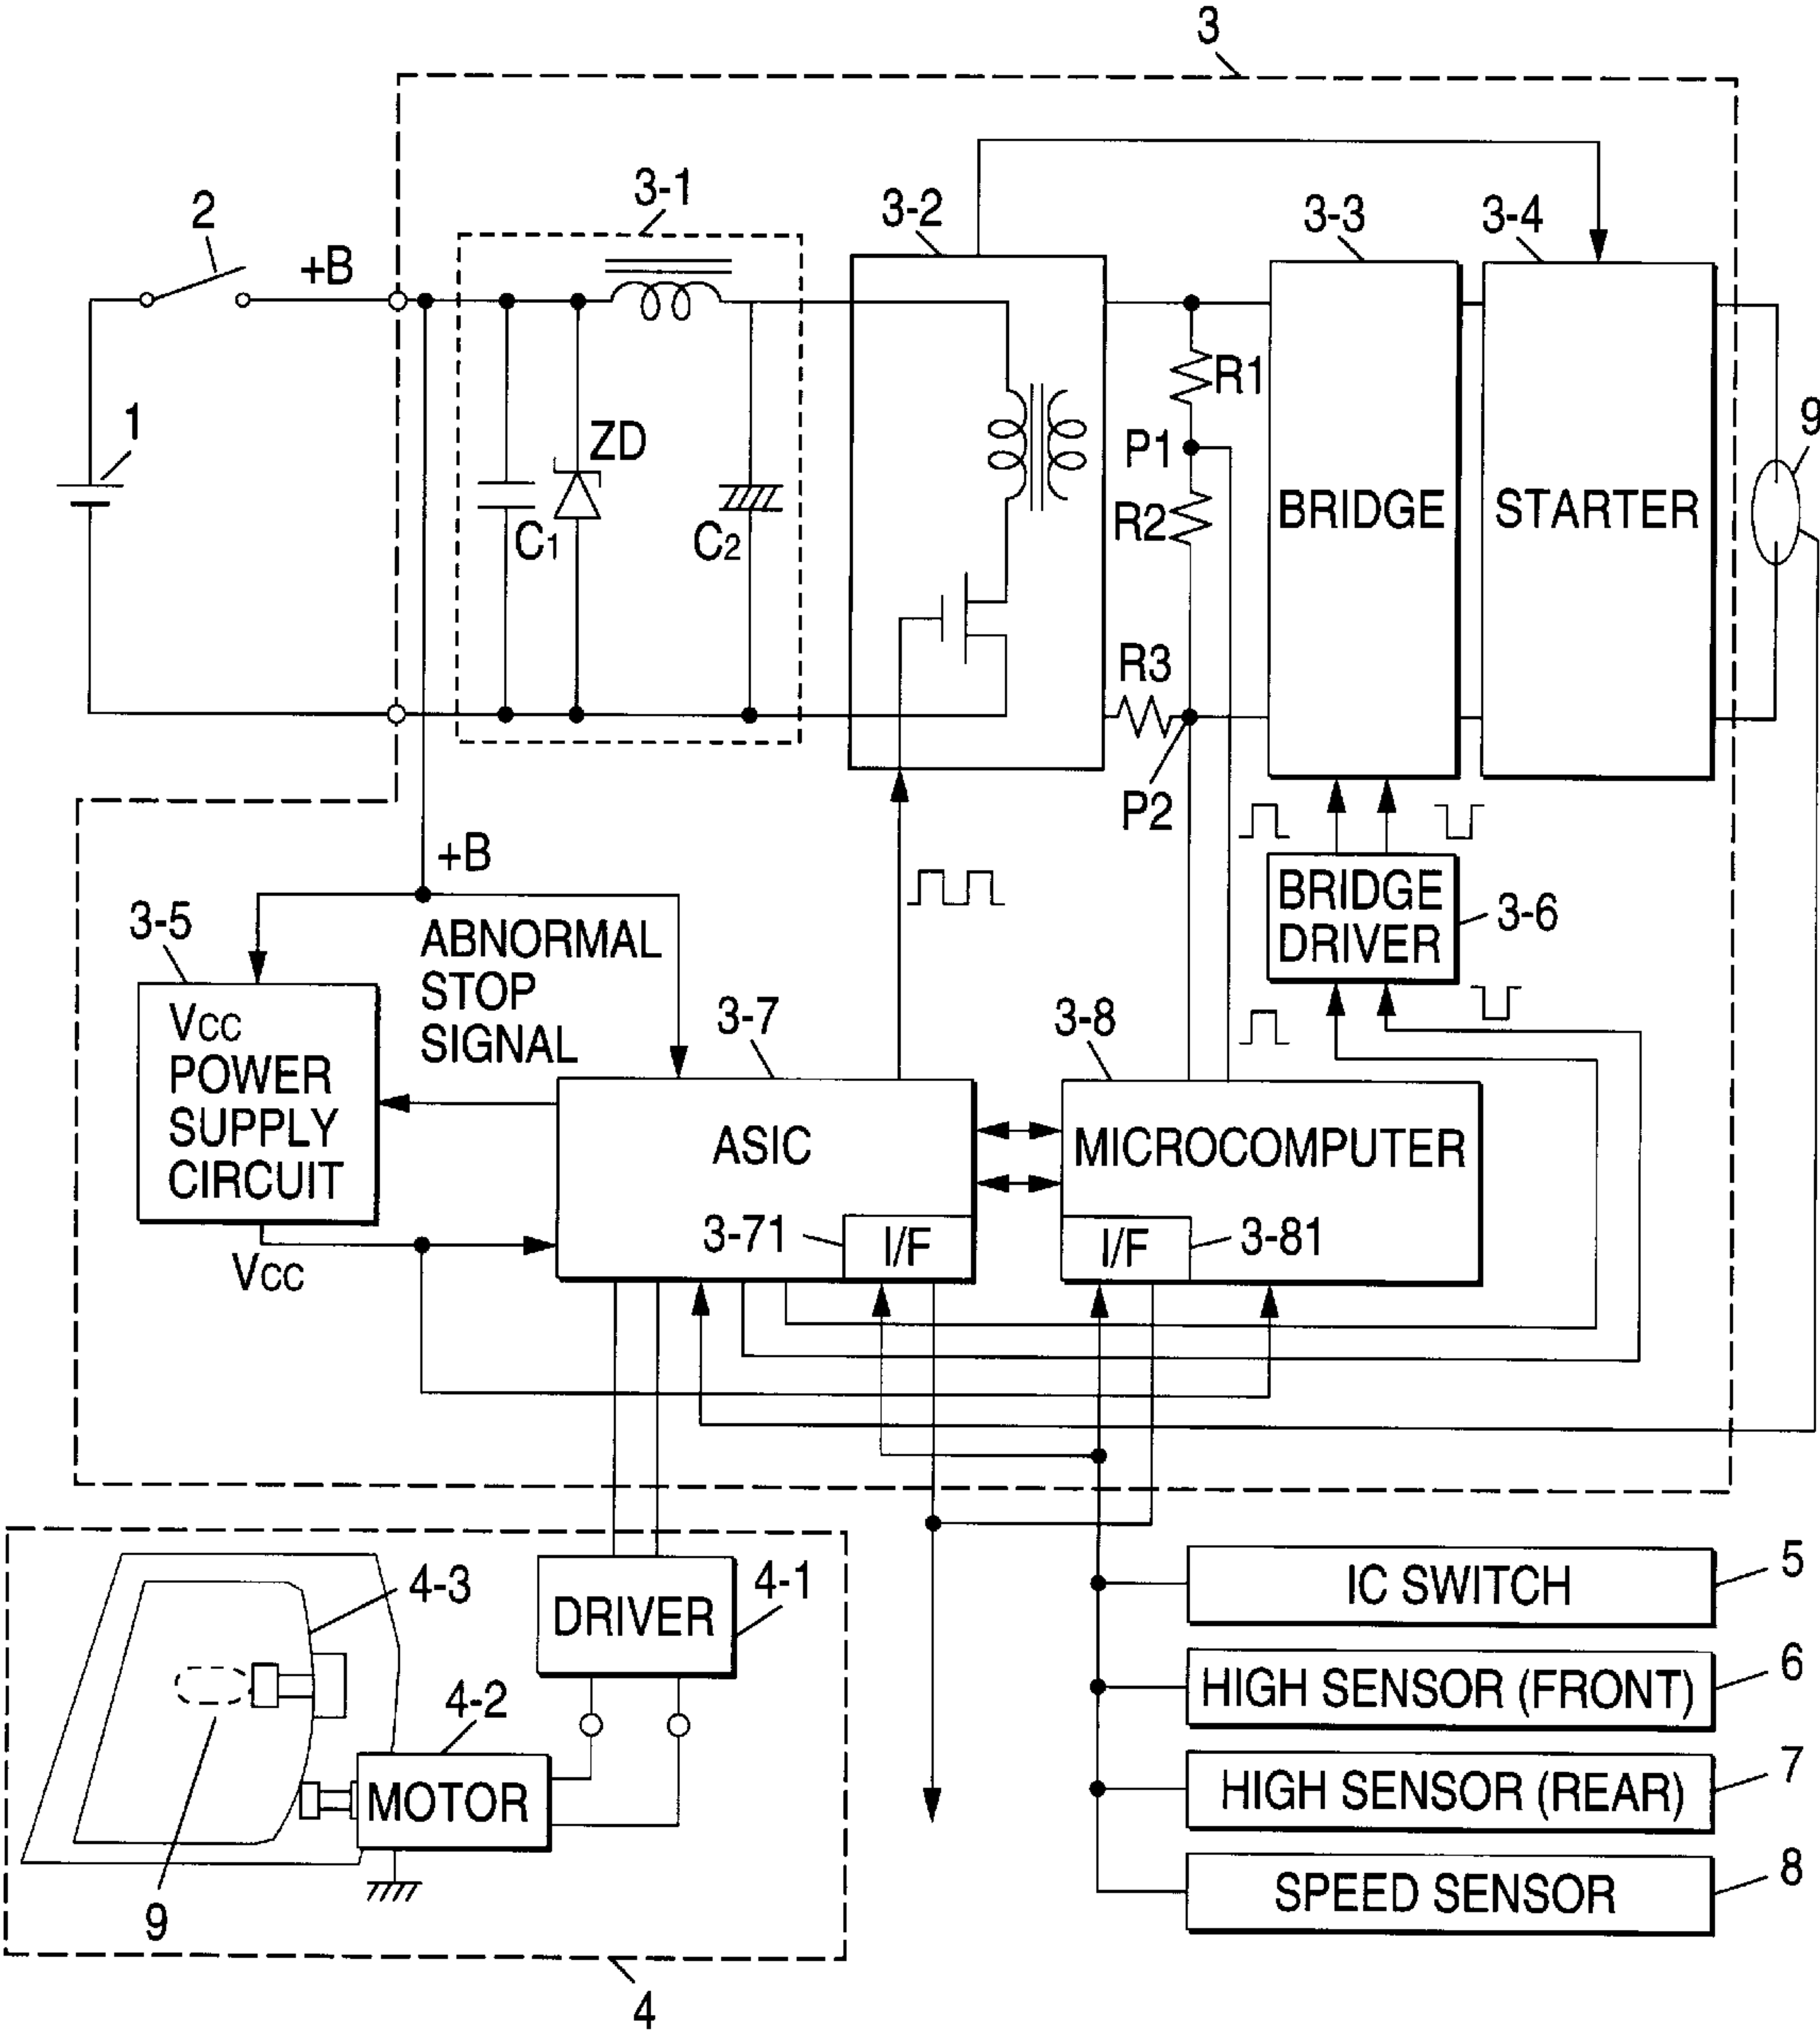 3
3-1
2
+B
3-2
3-3
3-4
1
ZD
R1
9
P1
C1
C2
R2
BRIDGE
STARTER
R3
P2
+B
3-5
ABNORMAL
STOP
SIGNAL
BRIDGE
DRIVER
3-6
VCC
POWER
SUPPLY
CIRCUIT
3-7
3-8
ASIC
MICROCOMPUTER
3-71
I/F
I/F
3-81
VCC
4-3
DRIVER
4-1
IC SWITCH
5
4-2
HIGH SENSOR (FRONT)
6
MOTOR
HIGH SENSOR (REAR)
7
9
SPEED SENSOR
8
4